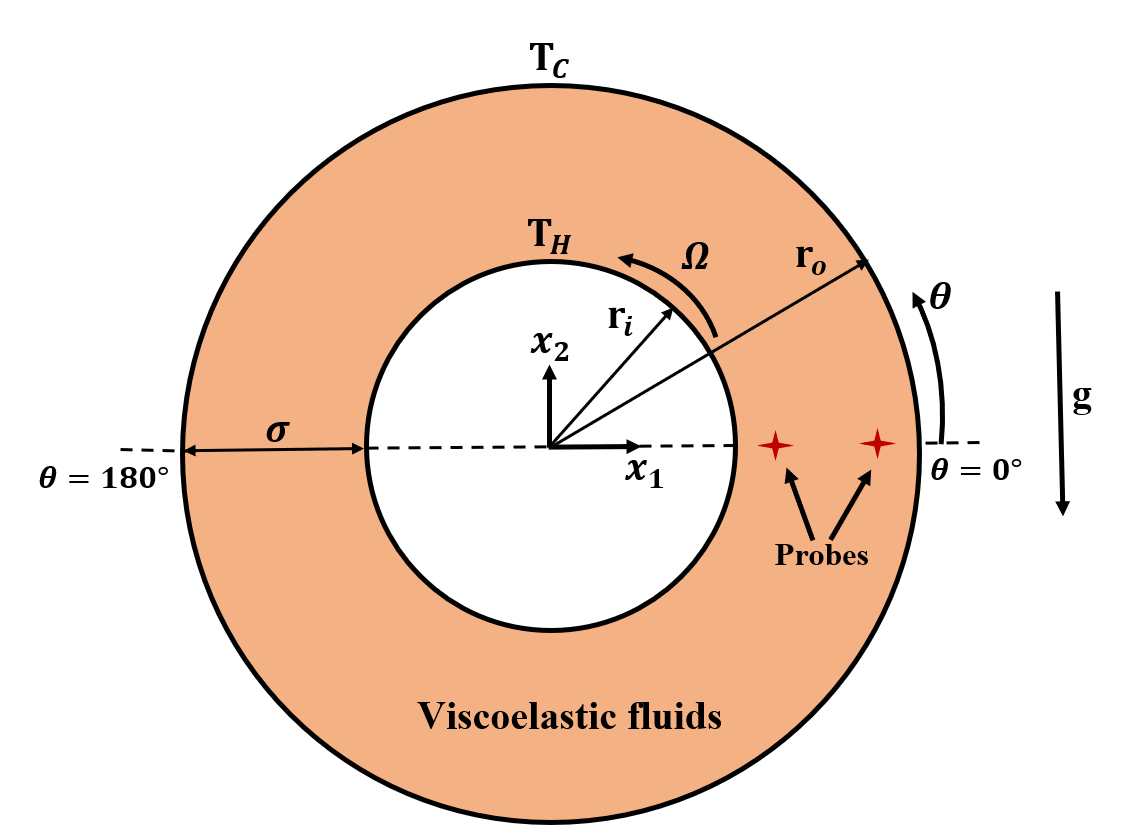 T_C
T_H
Ω
r_o
r_i
θ
x_2
g
σ
x_1
θ = 180°
θ = 0°
Probes
Viscoelastic fluids